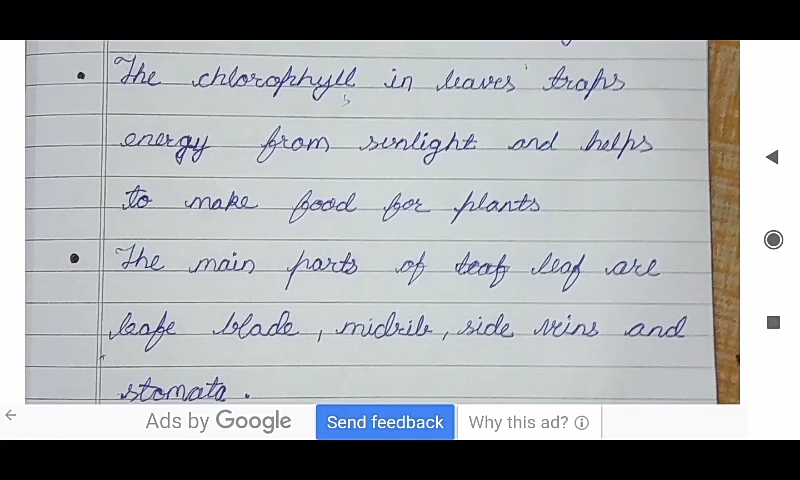 • The chlorophyll in leaves traps
energy from sunlight and helps
to make food for plants
• The main parts of leaf leaf are
leafe blade, midrib, side veins and
stomata.
Ads by Google
Send feedback
Why this ad?